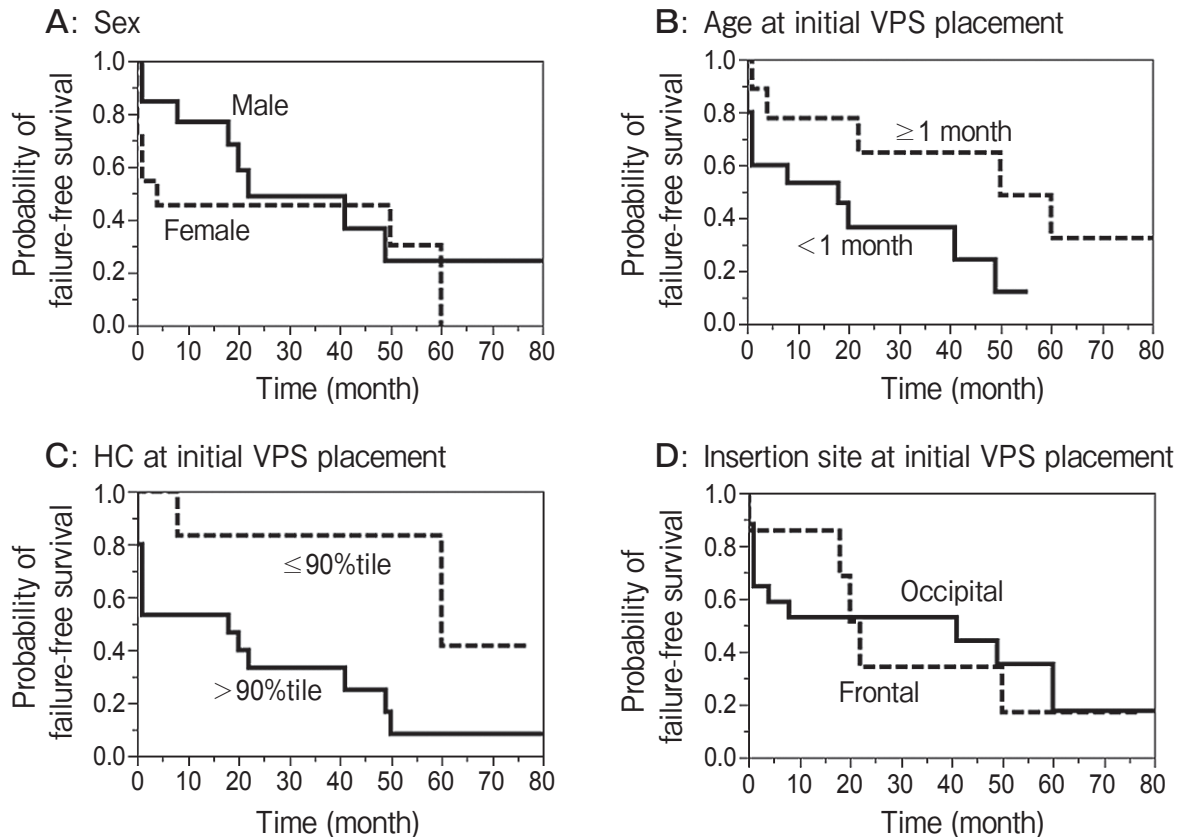 A: Sex
Probability of
failure-free survival
1.0
0.8
0.6
0.4
0.2
0.0
Male
Female
0 10 20 30 40 50 60 70 80
Time (month)
B: Age at initial VPS placement
Probability of
failure-free survival
1.0
0.8
0.6
0.4
0.2
0.0
≥1 month
<1 month
0 10 20 30 40 50 60 70 80
Time (month)
C: HC at initial VPS placement
Probability of
failure-free survival
1.0
0.8
0.6
0.4
0.2
0.0
≤90%tile
>90%tile
0 10 20 30 40 50 60 70 80
Time (month)
D: Insertion site at initial VPS placement
Probability of
failure-free survival
1.0
0.8
0.6
0.4
0.2
0.0
Occipital
Frontal
0 10 20 30 40 50 60 70 80
Time (month)